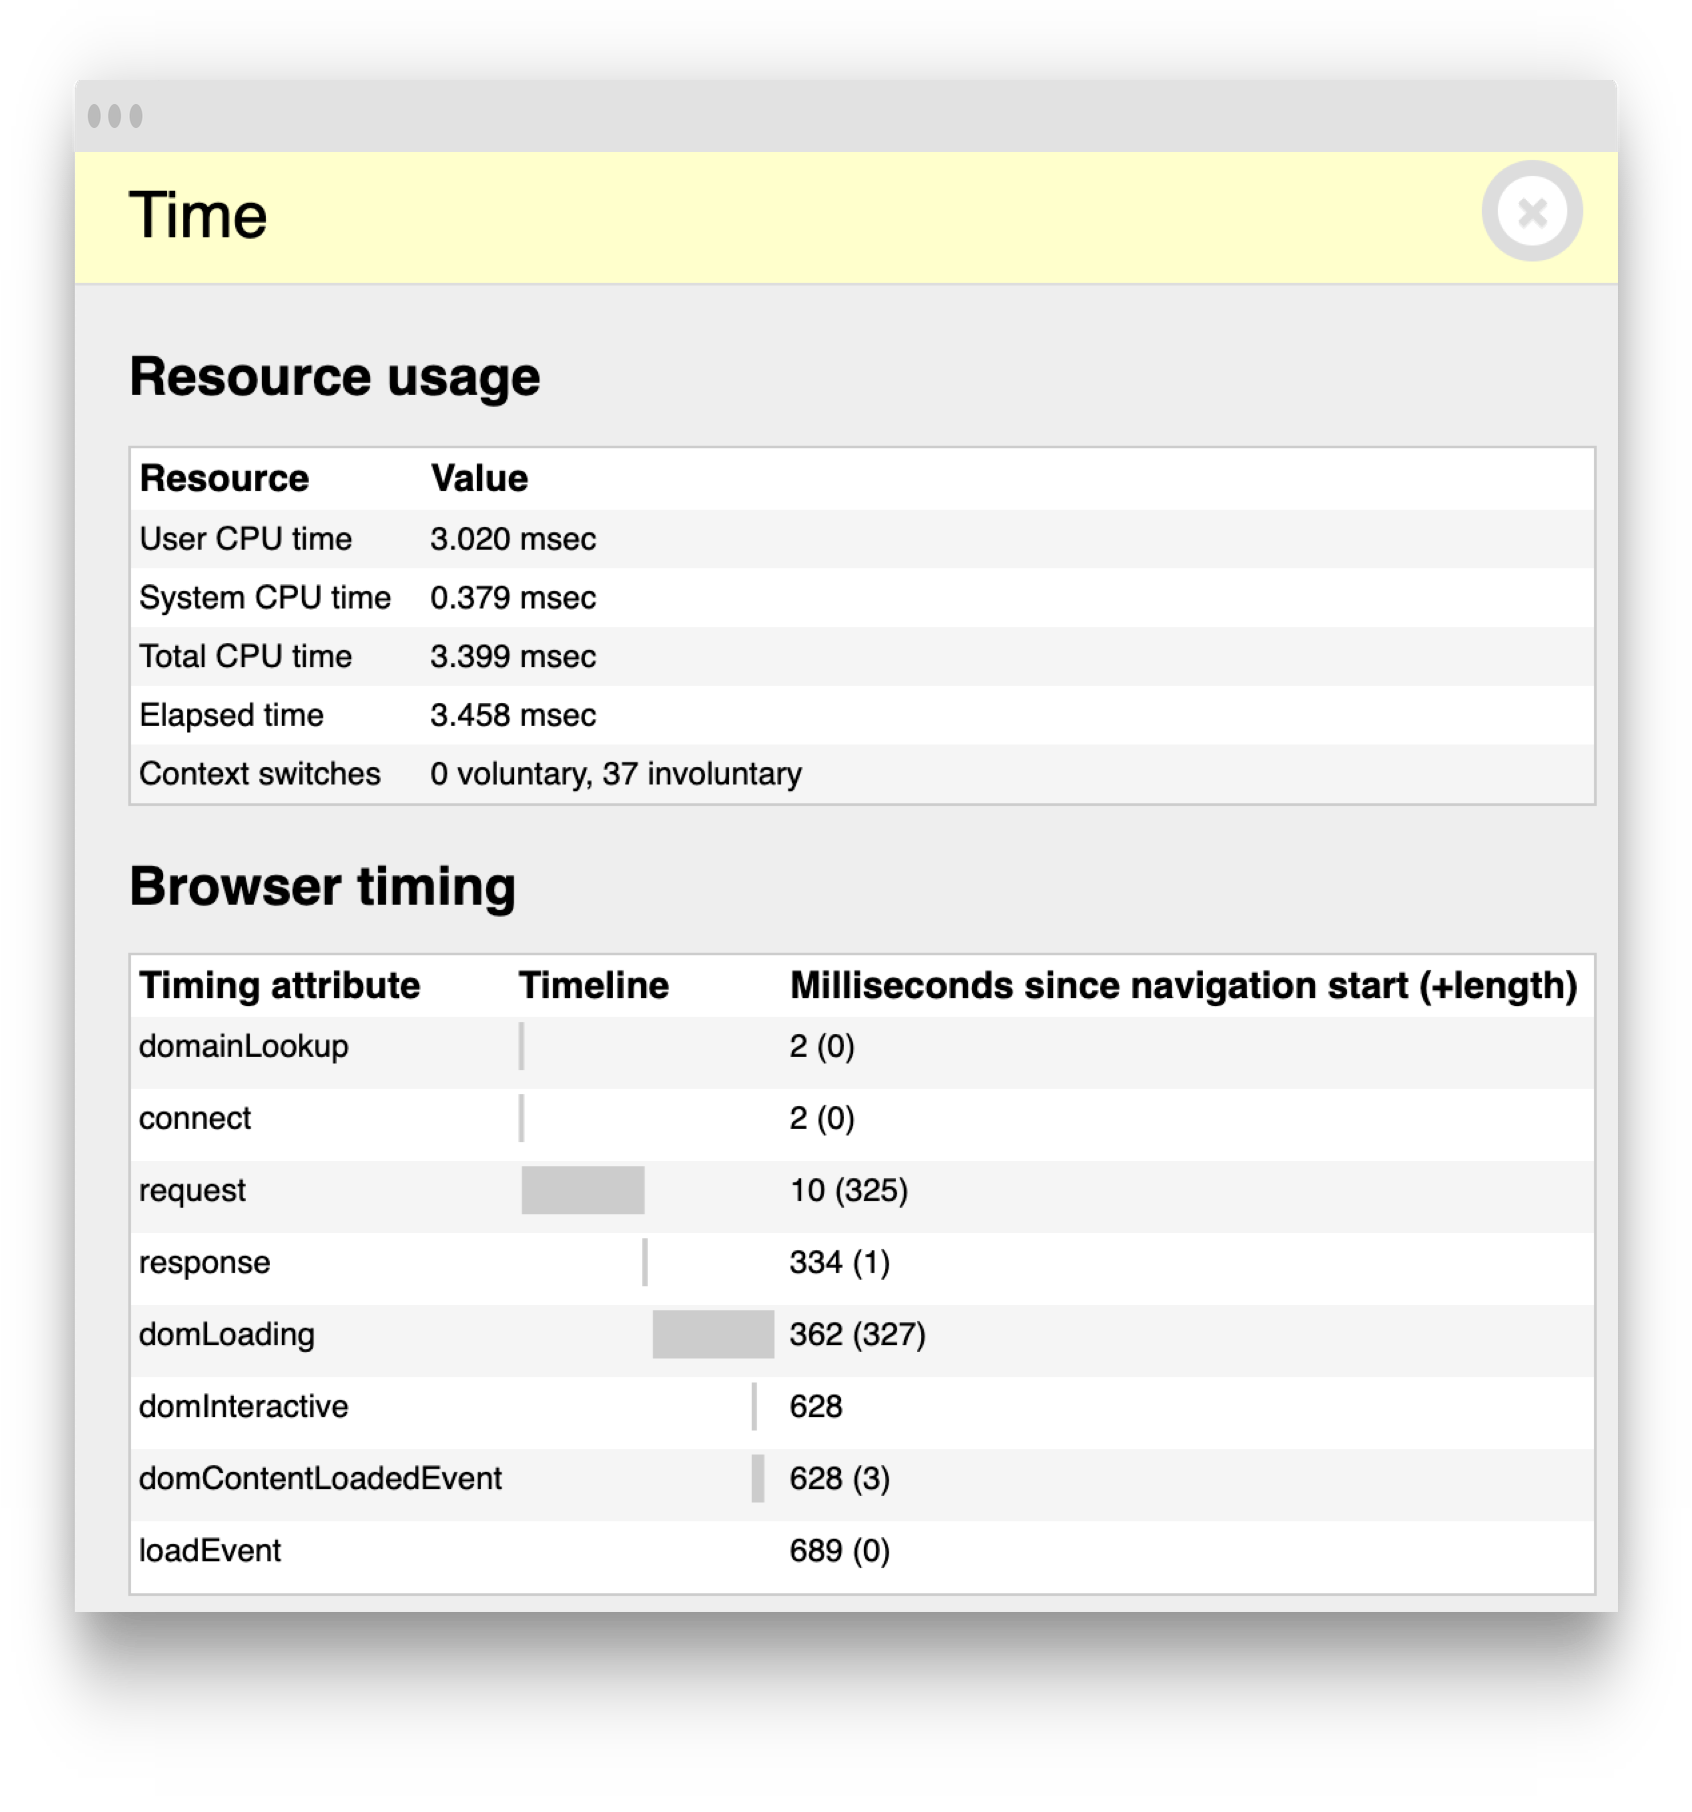 Time
Resource usage
Resource Value
User CPU time 3.020 msec
System CPU time 0.379 msec
Total CPU time 3.399 msec
Elapsed time 3.458 msec
Context switches 0 voluntary, 37 involuntary
Browser timing
Timing attribute Timeline Milliseconds since navigation start (+length)
domainLookup 2 (0)
connect 2 (0)
request 10 (325)
response 334 (1)
domLoading 362 (327)
domInteractive 628
domContentLoadedEvent 628 (3)
loadEvent 689 (0)